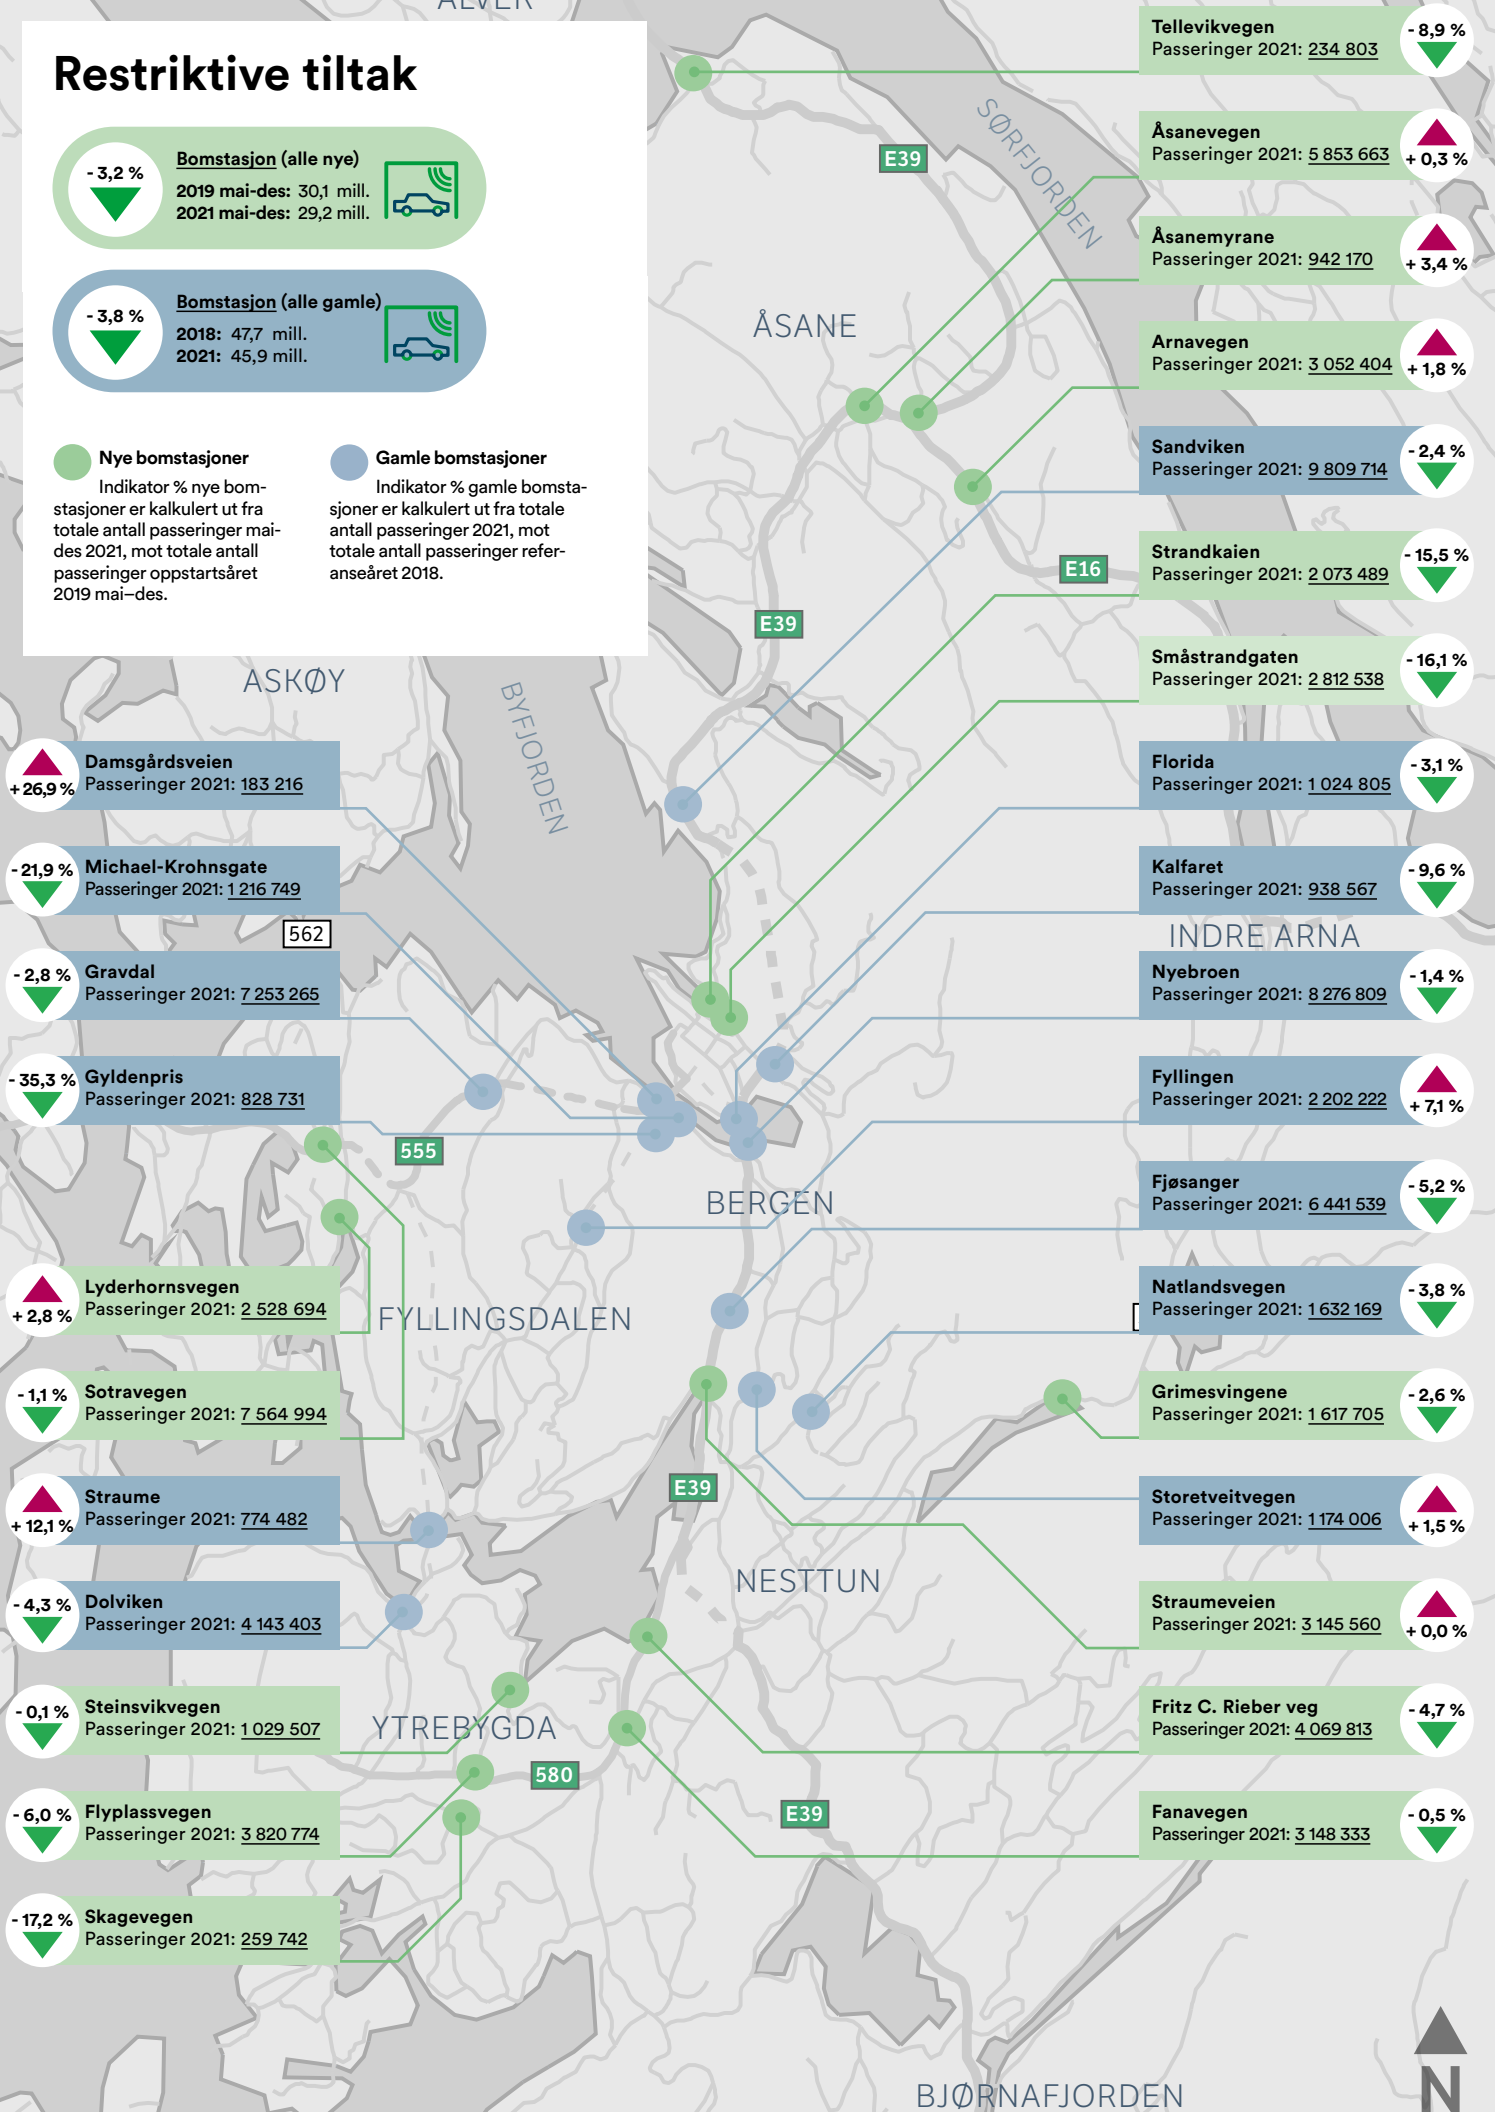 ALVER
Restriktive tiltak
- 3,2 %
Bomstasjon (alle nye)
2019 mai-des: 30,1 mill.
2021 mai-des: 29,2 mill.
- 3,8 %
Bomstasjon (alle gamle)
2018: 47,7 mill.
2021: 45,9 mill.
Nye bomstasjoner
Indikator % nye bom-
stasjoner er kalkulert ut fra
totale antall passeringer mai-
des 2021, mot totale antall
passeringer oppstartsåret
2019 mai–des.
Gamle bomstasjoner
Indikator % gamle bomsta-
sjoner er kalkulert ut fra totale
antall passeringer 2021, mot
totale antall passeringer refer-
anseåret 2018.
Tellevikvegen
Passeringer 2021: 234 803
- 8,9 %
Åsanevegen
Passeringer 2021: 5 853 663
+ 0,3 %
Åsanemyrane
Passeringer 2021: 942 170
+ 3,4 %
Arnavegen
Passeringer 2021: 3 052 404
+ 1,8 %
Sandviken
Passeringer 2021: 9 809 714
- 2,4 %
Strandkaien
Passeringer 2021: 2 073 489
- 15,5 %
Småstrandgaten
Passeringer 2021: 2 812 538
- 16,1 %
Florida
Passeringer 2021: 1 024 805
- 3,1 %
Kalfaret
Passeringer 2021: 938 567
- 9,6 %
Nyebroen
Passeringer 2021: 8 276 809
- 1,4 %
Fyllingen
Passeringer 2021: 2 202 222
+ 7,1 %
Fjøsanger
Passeringer 2021: 6 441 539
- 5,2 %
Natlandsvegen
Passeringer 2021: 1 632 169
- 3,8 %
Grimesvingene
Passeringer 2021: 1 617 705
- 2,6 %
Storetveitvegen
Passeringer 2021: 1 174 006
+ 1,5 %
Straumeveien
Passeringer 2021: 3 145 560
+ 0,0 %
Fritz C. Rieber veg
Passeringer 2021: 4 069 813
- 4,7 %
Fanavegen
Passeringer 2021: 3 148 333
- 0,5 %
Damsgårdsveien
Passeringer 2021: 183 216
+ 26,9 %
Michael-Krohnsgate
Passeringer 2021: 1 216 749
- 21,9 %
Gravdal
Passeringer 2021: 7 253 265
- 2,8 %
Gyldenpris
Passeringer 2021: 828 731
- 35,3 %
Lyderhornsvegen
Passeringer 2021: 2 528 694
+ 2,8 %
Sotravegen
Passeringer 2021: 7 564 994
- 1,1 %
Straume
Passeringer 2021: 774 482
+ 12,1 %
Dolviken
Passeringer 2021: 4 143 403
- 4,3 %
Steinsvikvegen
Passeringer 2021: 1 029 507
- 0,1 %
Flyplassvegen
Passeringer 2021: 3 820 774
- 6,0 %
Skagevegen
Passeringer 2021: 259 742
- 17,2 %
SØRFJORDEN
E39
ÅSANE
E16
E39
ASKØY
BYFJORDEN
562
INDRE ARNA
555
BERGEN
FYLLINGSDALEN
E39
NESTTUN
YTREBYGDA
580
E39
BJØRNAFJORDEN
N